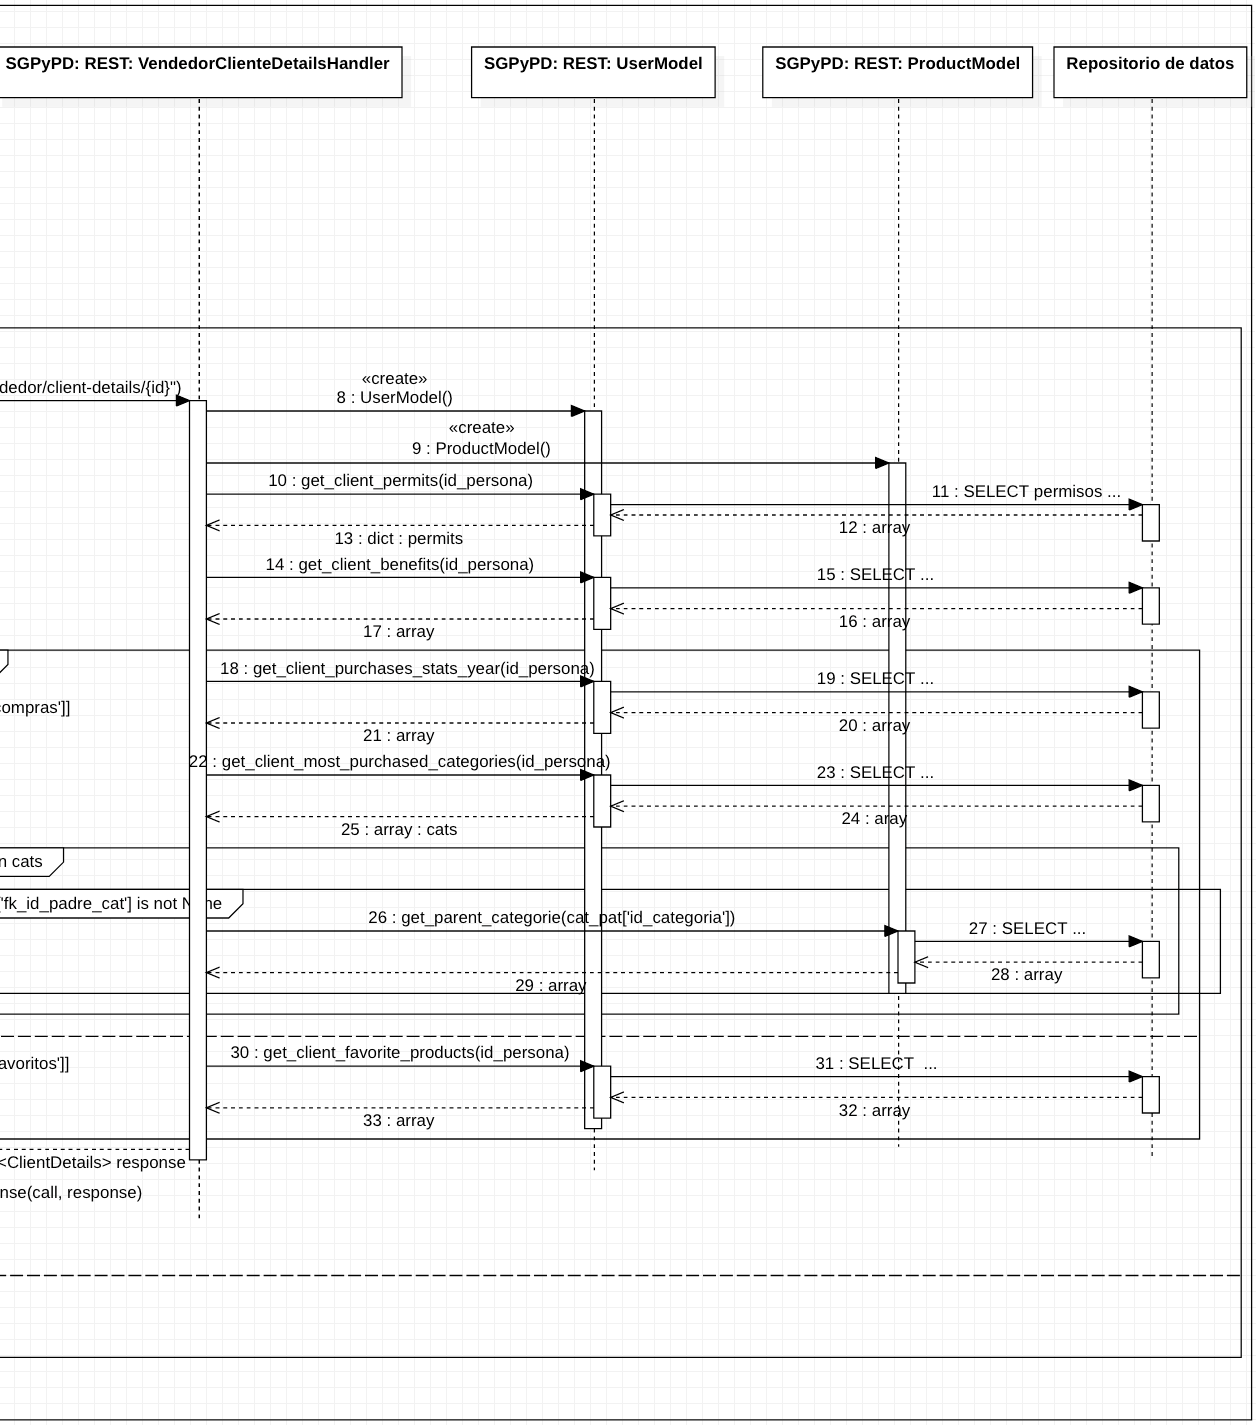 SGPyPD: REST: VendedorClienteDetailsHandler
SGPyPD: REST: UserModel
SGPyPD: REST: ProductModel
Repositorio de datos
dedor/client-details/{id}")
«create»
8 : UserModel()
«create»
9 : ProductModel()
10 : get_client_permits(id_persona)
11 : SELECT permisos ...
12 : array
13 : dict : permits
14 : get_client_benefits(id_persona)
15 : SELECT ...
16 : array
17 : array
18 : get_client_purchases_stats_year(id_persona)
19 : SELECT ...
compras']]
20 : array
21 : array
22 : get_client_most_purchased_categories(id_persona)
23 : SELECT ...
24 : aray
25 : array : cats
n cats
['fk_id_padre_cat'] is not None
26 : get_parent_categorie(cat_pat['id_categoria'])
27 : SELECT ...
28 : array
29 : array
30 : get_client_favorite_products(id_persona)
31 : SELECT  ...
avoritos']]
32 : array
33 : array
<ClientDetails> response
nse(call, response)